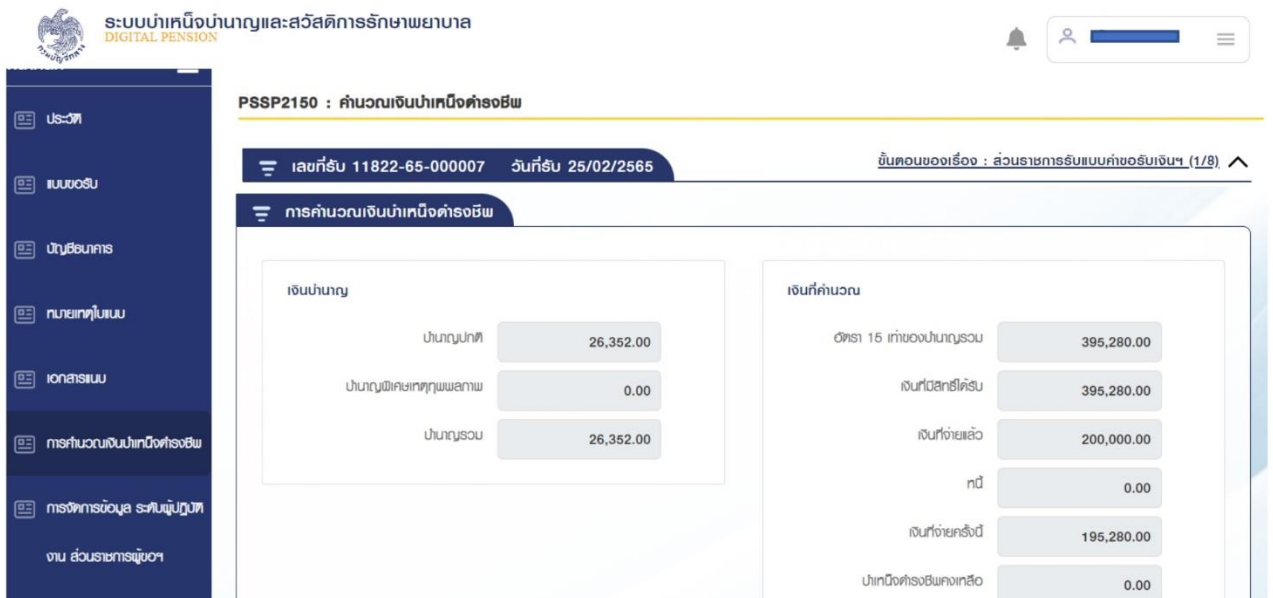 ระบบบำเหน็จบำนาญและสวัสดิการรักษาพยาบาล
DIGITAL PENSION
กรมบัญชีกลาง
PSSP2150 : คำนวณเงินบำเหน็จดำรงชีพ
ประวัติ
แบบขอรับ
บัญชีธนาคาร
หมายเหตุใบแนบ
เอกสารแนบ
การคำนวณเงินบำเหน็จดำรงชีพ
การจัดการข้อมูล ระดับผู้ปฏิบัติ
งาน ส่วนราชการผู้ขอฯ
เลขที่รับ 11822-65-000007 วันที่รับ 25/02/2565
ขั้นตอนของเรื่อง : ส่วนราชการรับแบบคำขอรับเงินฯ (1/8)
การคำนวณเงินบำเหน็จดำรงชีพ
เงินบำนาญ
บำนาญปกติ 26,352.00
บำนาญพิเศษเหตุทุพพลภาพ 0.00
บำนาญรวม 26,352.00
เงินที่คำนวณ
อัตรา 15 เท่าของบำนาญรวม 395,280.00
เงินที่มีสิทธิ์ได้รับ 395,280.00
เงินที่จ่ายแล้ว 200,000.00
หนี้ 0.00
เงินที่จ่ายครั้งนี้ 195,280.00
บำเหน็จดำรงชีพคงเหลือ 0.00